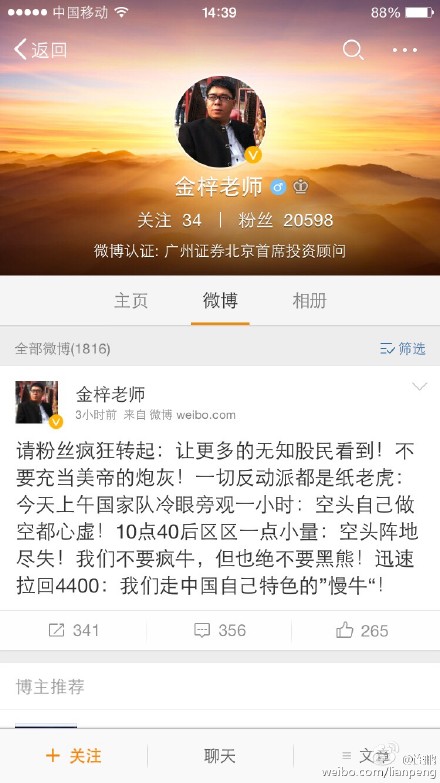 中国移动 14:39 88%
返回
金梓老师
关注 34 | 粉丝 20598
微博认证: 广州证券北京首席投资顾问
主页 微博 相册
全部微博(1816) 筛选
金梓老师
3小时前 来自 微博 weibo.com
请粉丝疯狂转起：让更多的无知股民看到！不
要充当美帝的炮灰！一切反动派都是纸老虎：
今天上午国家队冷眼旁观一小时：空头自己做
空都心虚！10点40后区区一点小量：空头阵地
尽失！我们不要疯牛，但也绝不要黑熊！迅速
拉回4400：我们走中国自己特色的”慢牛“！
341 356 265
博主推荐
+ 关注 聊天 文章
weibo.com/lianpeng